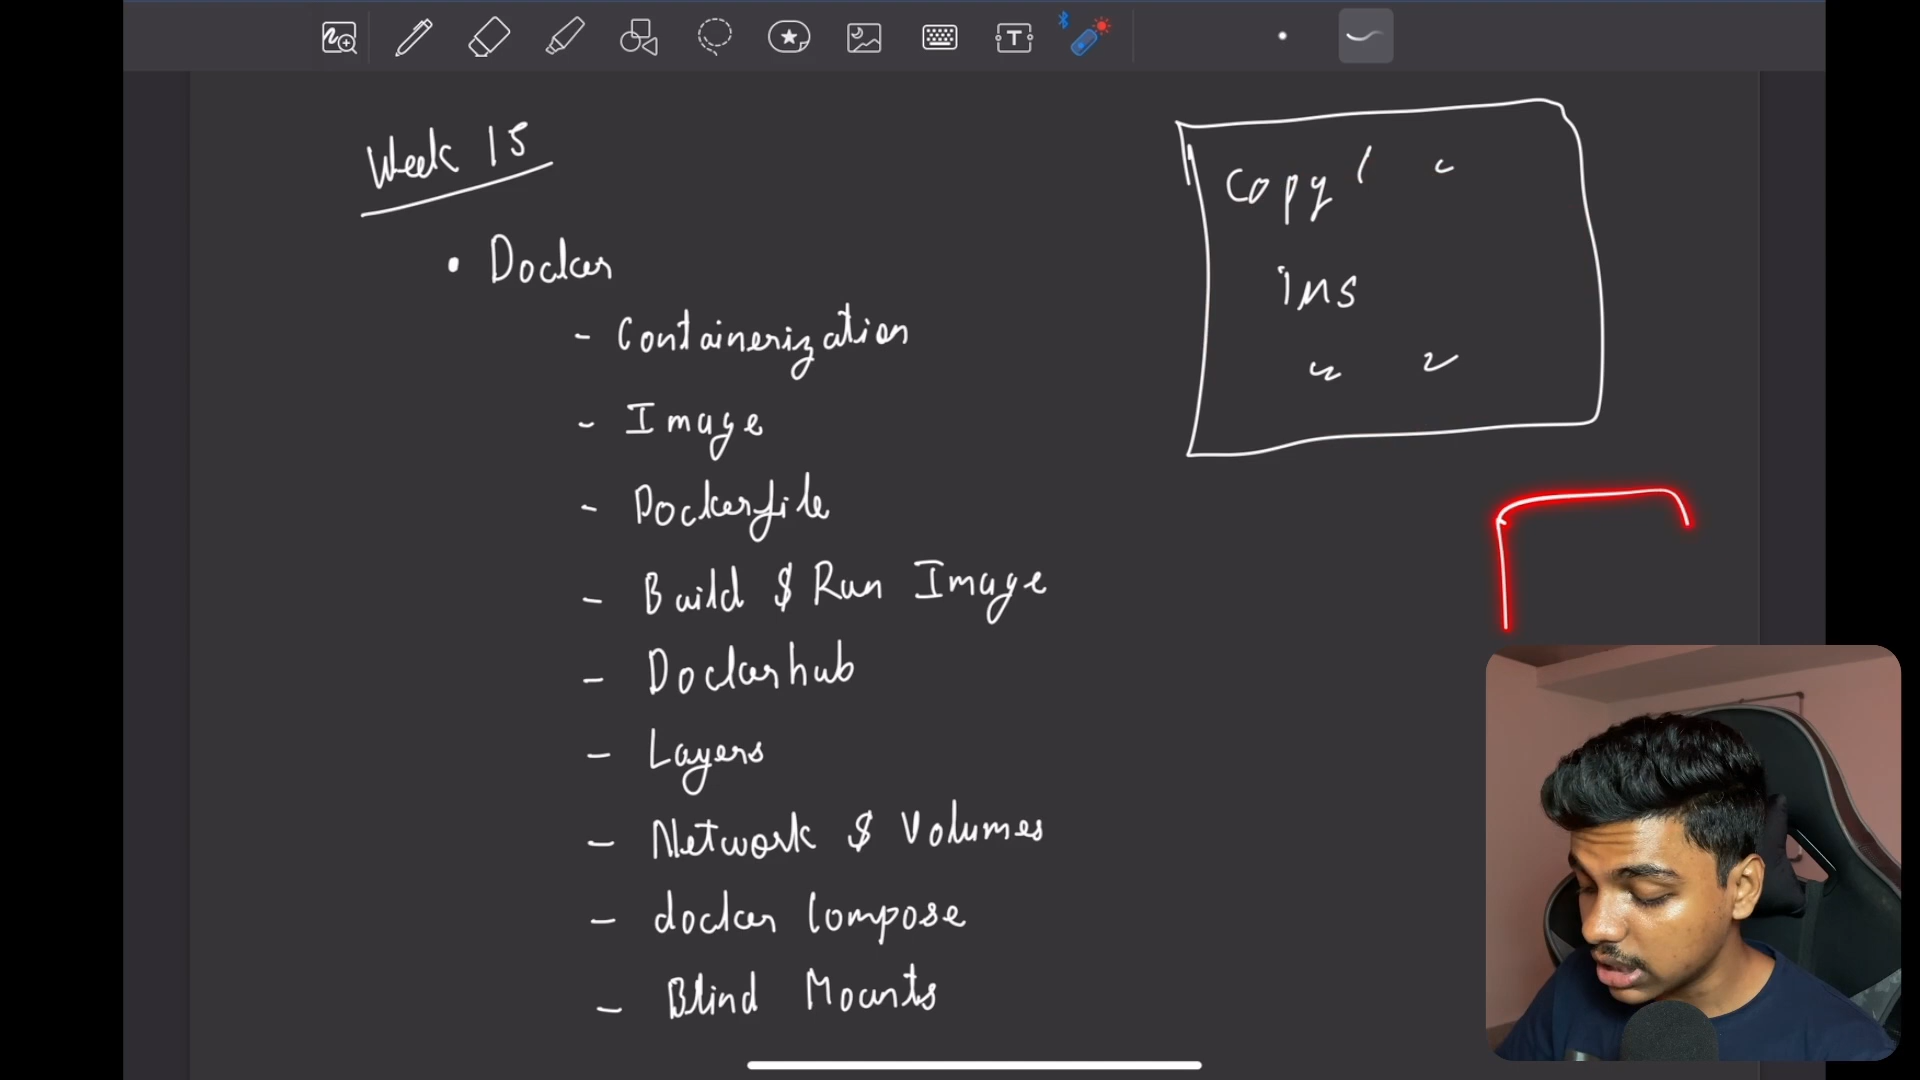 Week 15
• Docker
- Containerization
- Image
- Dockerfile
- Build & Run Image
- Dockerhub
- Layers
- Network & Volumes
- docker Compose
- Blind Mounts
Copy
ins
T